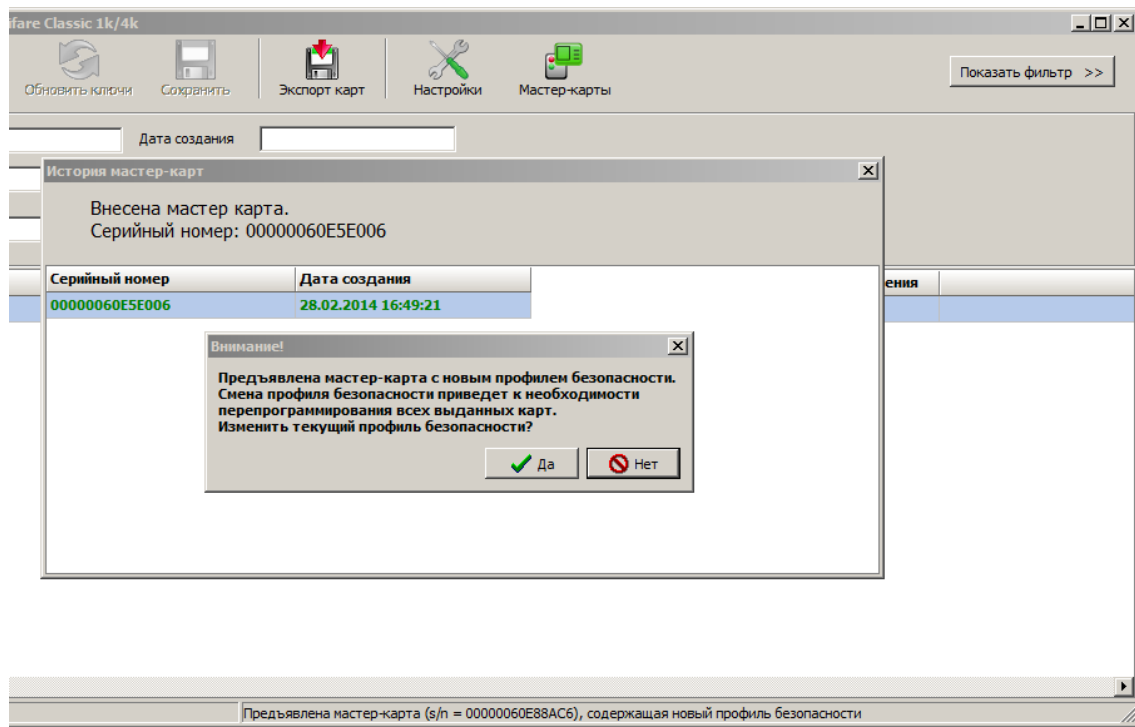 ifare Classic 1k/4k
Обновить ключи Сохранить Экспорт карт Настройки Мастер-карты Показать фильтр >>
Дата создания
История мастер-карт
Внесена мастер карта.
Серийный номер: 00000060E5E006
Серийный номер Дата создания ения
00000060E5E006 28.02.2014 16:49:21
Внимание!
Предъявлена мастер-карта с новым профилем безопасности.
Смена профиля безопасности приведет к необходимости
перепрограммирования всех выданных карт.
Изменить текущий профиль безопасности?
Да Нет
Предъявлена мастер-карта (s/n = 00000060E88AC6), содержащая новый профиль безопасности